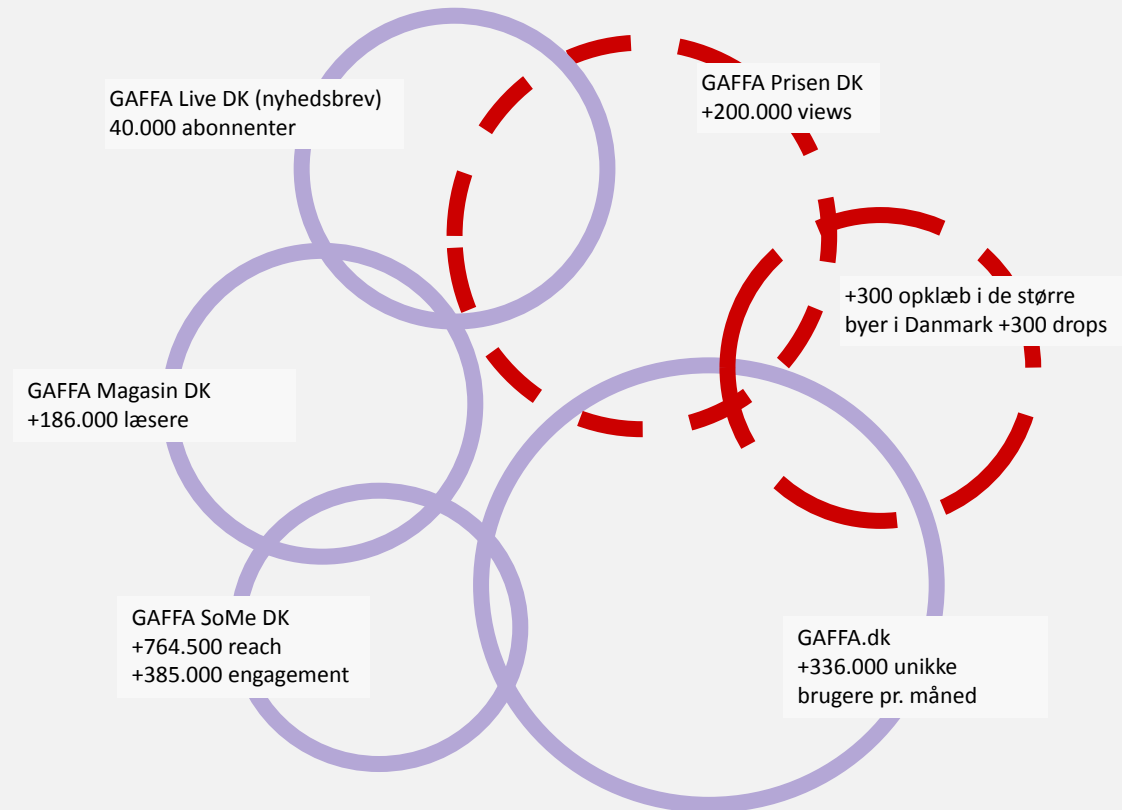 GAFFA Live DK (nyhedsbrev)
40.000 abonnenter
GAFFA Prisen DK
+200.000 views
+300 opklæb i de større
byer i Danmark +300 drops
GAFFA Magasin DK
+186.000 læsere
GAFFA SoMe DK
+764.500 reach
+385.000 engagement
GAFFA.dk
+336.000 unikke
brugere pr. måned